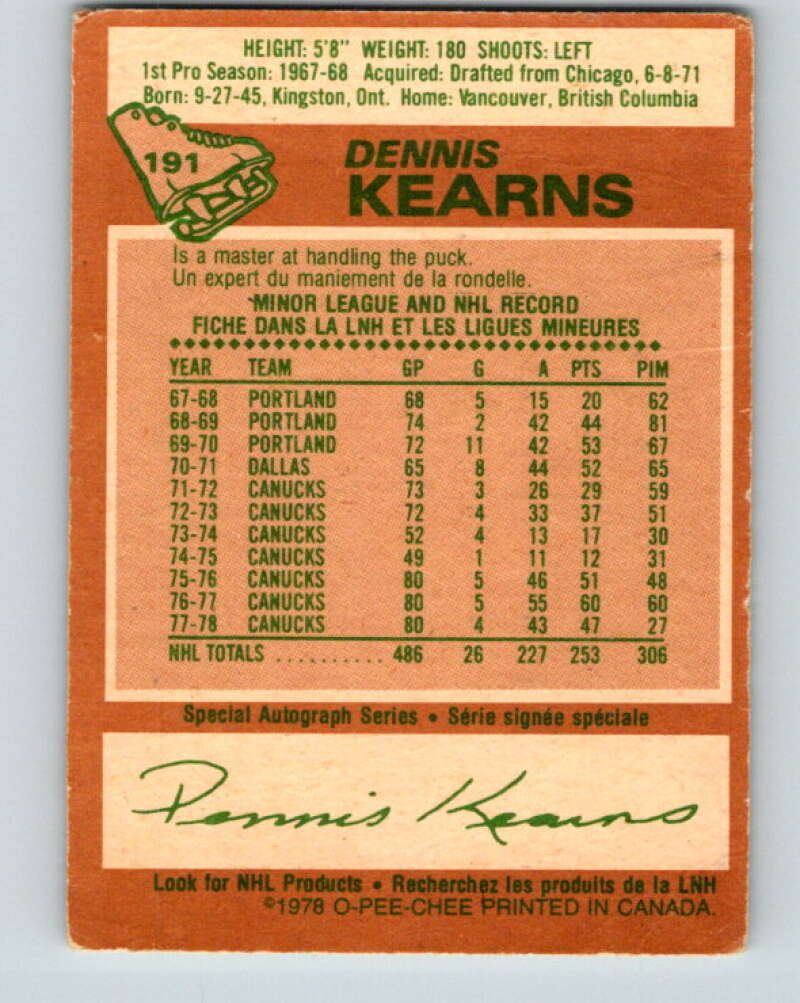 HEIGHT: 5'8" WEIGHT: 180 SHOOTS: LEFT
1st Pro Season: 1967-68 Acquired: Drafted from Chicago, 6-8-71
Born: 9-27-45, Kingston, Ont. Home: Vancouver, British Columbia
191
DENNIS
KEARNS
Is a master at handling the puck.
Un expert du maniement de la rondelle.
MINOR LEAGUE AND NHL RECORD
FICHE DANS LA LNH ET LES LIGUES MINEURES
YEAR TEAM GP G A PTS PIM
67-68 PORTLAND 68 5 15 20 62
68-69 PORTLAND 74 2 42 44 81
69-70 PORTLAND 72 11 42 53 67
70-71 DALLAS 65 8 44 52 65
71-72 CANUCKS 73 3 26 29 59
72-73 CANUCKS 72 4 33 37 51
73-74 CANUCKS 52 4 13 17 30
74-75 CANUCKS 49 1 11 12 31
75-76 CANUCKS 80 5 46 51 48
76-77 CANUCKS 80 5 55 60 60
77-78 CANUCKS 80 4 43 47 27
NHL TOTALS .......... 486 26 227 253 306
Special Autograph Series • Série signée spéciale
Dennis Kearns
Look for NHL Products • Recherchez les produits de la LNH
©1978 O-PEE-CHEE PRINTED IN CANADA.